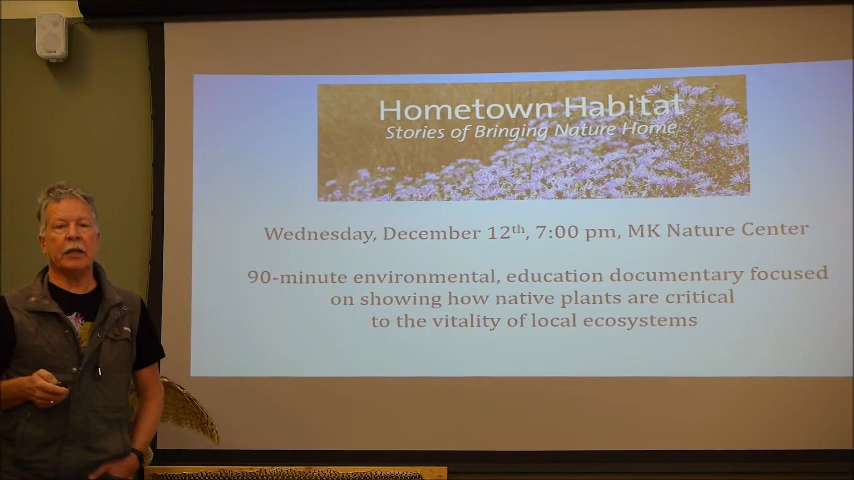 Hometown Habitat
Stories of Bringing Nature Home
Wednesday, December 12th, 7:00 pm, MK Nature Center
90-minute environmental, education documentary focused
on showing how native plants are critical
to the vitality of local ecosystems